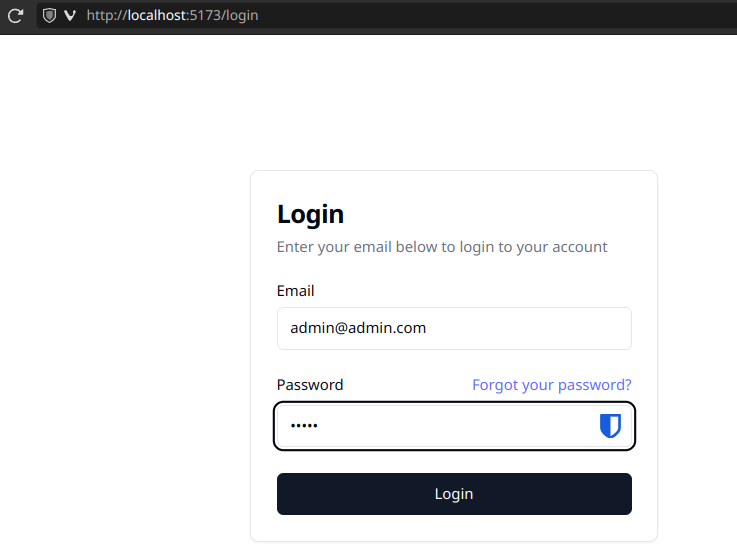 http://localhost:5173/login
Login
Enter your email below to login to your account
Email
admin@admin.com
Password Forgot your password?
•••••
Login